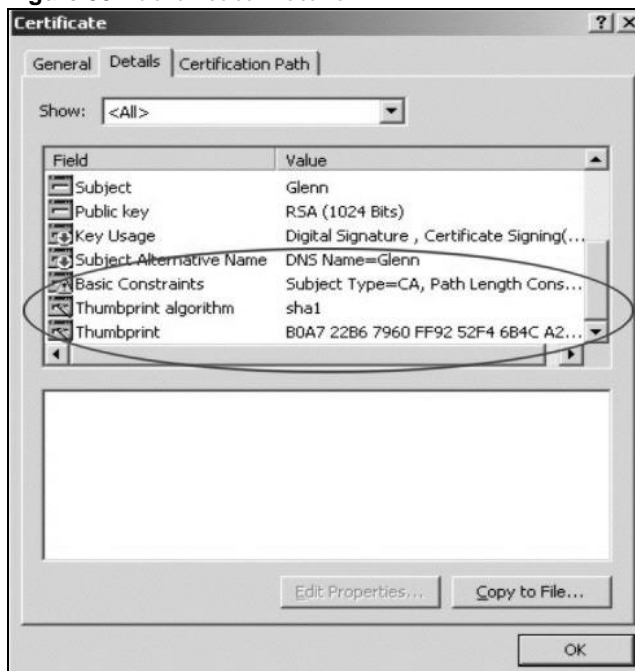 Certificate
General Details Certification Path
Show: <All>
Field Value
Subject Glenn
Public key RSA (1024 Bits)
Key Usage Digital Signature , Certificate Signing(...
Subject Alternative Name DNS Name=Glenn
Basic Constraints Subject Type=CA, Path Length Cons...
Thumbprint algorithm sha1
Thumbprint B0A7 22B6 7960 FF92 52F4 6B4C A2...
Edit Properties... Copy to File...
OK